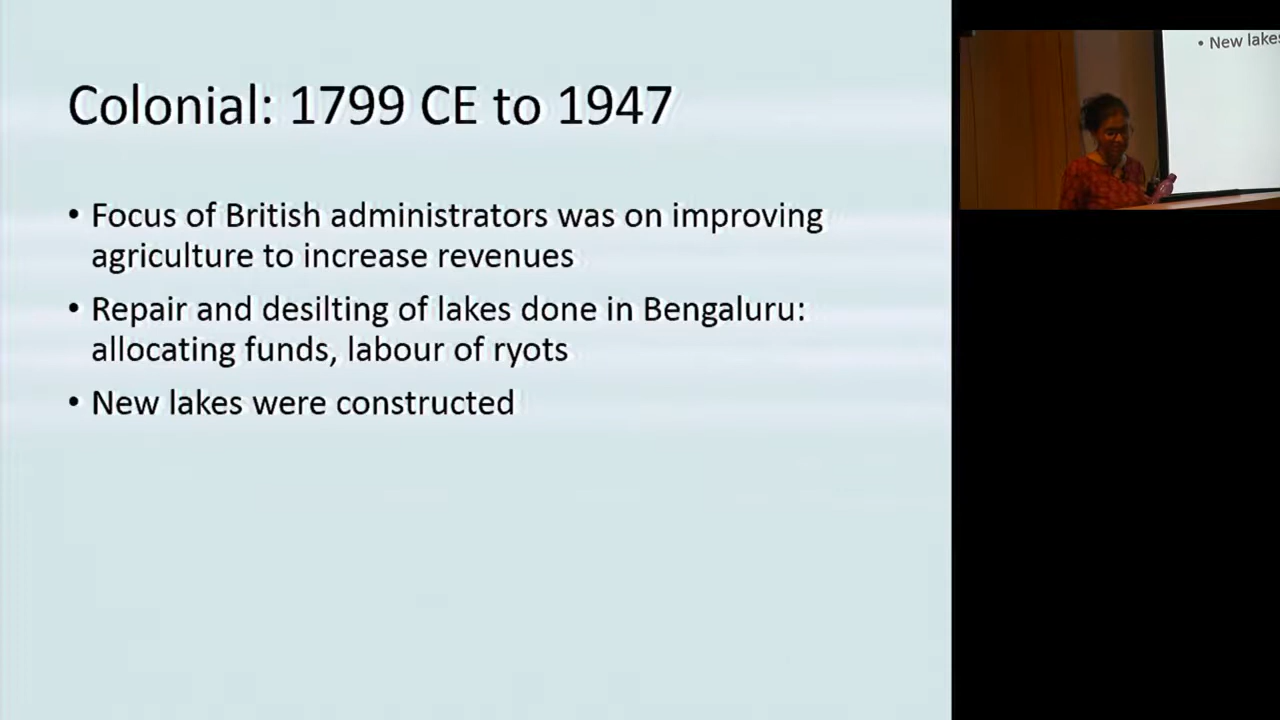 Colonial: 1799 CE to 1947
• Focus of British administrators was on improving
agriculture to increase revenues
• Repair and desilting of lakes done in Bengaluru:
allocating funds, labour of ryots
• New lakes were constructed
• New lakes